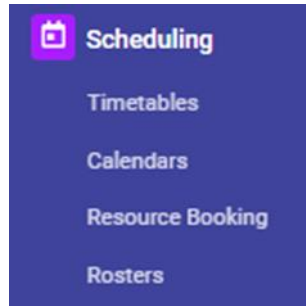 Scheduling
Timetables
Calendars
Resource Booking
Rosters